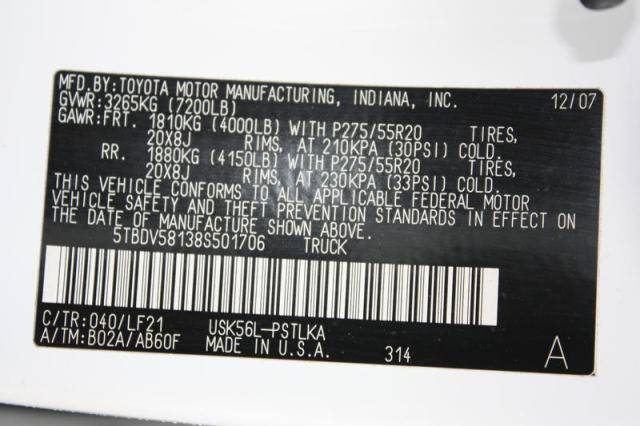 MFD.BY:TOYOTA MOTOR MANUFACTURING, INDIANA, INC. 12/07
GVWR:3265KG (7200LB)
GAWR:FRT. 1810KG (4000LB) WITH P275/55R20 TIRES,
20X8J RIMS, AT 210KPA (30PSI) COLD.
RR. 1880KG (4150LB) WITH P275/55R20 TIRES,
20X8J RIMS, AT 230KPA (33PSI) COLD.
THIS VEHICLE CONFORMS TO ALL APPLICABLE FEDERAL MOTOR
VEHICLE SAFETY AND THEFT PREVENTION STANDARDS IN EFFECT ON
THE DATE OF MANUFACTURE SHOWN ABOVE.
5TBDV58138S501706 TRUCK
C/TR:040/LF21 USK56L-PSTLKA
A/TM:B02A/AB60F MADE IN U.S.A. 314 A